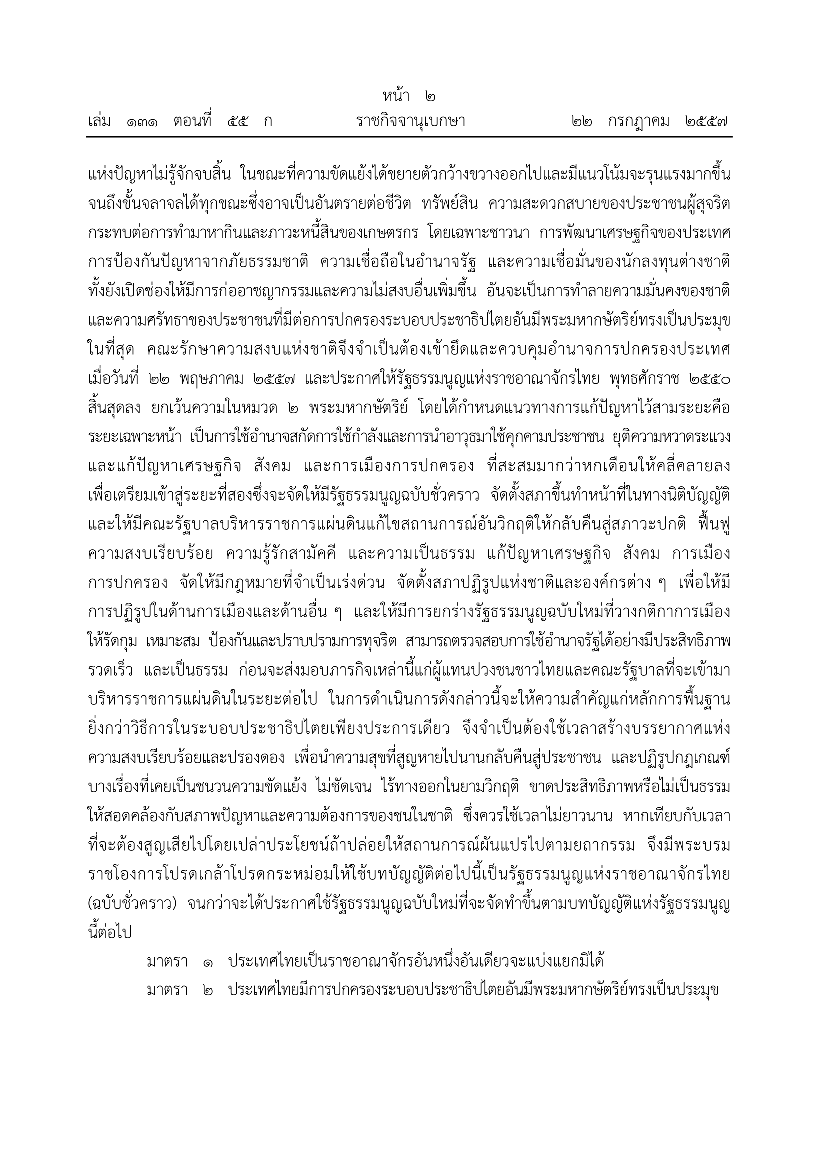 หน้า ๒
เล่ม ๑๓๑ ตอนที่ ๕๕ ก ราชกิจจานุเบกษา ๒๒ กรกฎาคม ๒๕๕๗
แห่งปัญหาไม่รู้จักจบสิ้น ในขณะที่ความขัดแย้งได้ขยายตัวกว้างขวางออกไปและมีแนวโน้มจะรุนแรงมากขึ้น
จนถึงขั้นจลาจลได้ทุกขณะซึ่งอาจเป็นอันตรายต่อชีวิต ทรัพย์สิน ความสะดวกสบายของประชาชนผู้สุจริต
กระทบต่อการทำมาหากินและภาวะหนี้สินของเกษตรกร โดยเฉพาะชาวนา การพัฒนาเศรษฐกิจของประเทศ
การป้องกันปัญหาจากภัยธรรมชาติ ความเชื่อถือในอำนาจรัฐ และความเชื่อมั่นของนักลงทุนต่างชาติ
ทั้งยังเปิดช่องให้มีการก่ออาชญากรรมและความไม่สงบอื่นเพิ่มขึ้น อันจะเป็นการทำลายความมั่นคงของชาติ
และความศรัทธาของประชาชนที่มีต่อการปกครองระบอบประชาธิปไตยอันมีพระมหากษัตริย์ทรงเป็นประมุข
ในที่สุด คณะรักษาความสงบแห่งชาติจึงจำเป็นต้องเข้ายึดและควบคุมอำนาจการปกครองประเทศ
เมื่อวันที่ ๒๒ พฤษภาคม ๒๕๕๗ และประกาศให้รัฐธรรมนูญแห่งราชอาณาจักรไทย พุทธศักราช ๒๕๕๐
สิ้นสุดลง ยกเว้นความในหมวด ๒ พระมหากษัตริย์ โดยได้กำหนดแนวทางการแก้ปัญหาไว้สามระยะคือ
ระยะเฉพาะหน้า เป็นการใช้อำนาจสกัดการใช้กำลังและการนำอาวุธมาใช้คุกคามประชาชน ยุติความหวาดระแวง
และแก้ปัญหาเศรษฐกิจ สังคม และการเมืองการปกครอง ที่สะสมมากว่าหกเดือนให้คลี่คลายลง
เพื่อเตรียมเข้าสู่ระยะที่สองซึ่งจะจัดให้มีรัฐธรรมนูญฉบับชั่วคราว จัดตั้งสภาขึ้นทำหน้าที่ในทางนิติบัญญัติ
และให้มีคณะรัฐบาลบริหารราชการแผ่นดินแก้ไขสถานการณ์อันวิกฤติให้กลับคืนสู่สภาวะปกติ ฟื้นฟู
ความสงบเรียบร้อย ความรู้รักสามัคคี และความเป็นธรรม แก้ปัญหาเศรษฐกิจ สังคม การเมือง
การปกครอง จัดให้มีกฎหมายที่จำเป็นเร่งด่วน จัดตั้งสภาปฏิรูปแห่งชาติและองค์กรต่าง ๆ เพื่อให้มี
การปฏิรูปในด้านการเมืองและด้านอื่น ๆ และให้มีการยกร่างรัฐธรรมนูญฉบับใหม่ที่วางกติกาการเมือง
ให้รัดกุม เหมาะสม ป้องกันและปราบปรามการทุจริต สามารถตรวจสอบการใช้อำนาจรัฐได้อย่างมีประสิทธิภาพ
รวดเร็ว และเป็นธรรม ก่อนจะส่งมอบภารกิจเหล่านี้แก่ผู้แทนปวงชนชาวไทยและคณะรัฐบาลที่จะเข้ามา
บริหารราชการแผ่นดินในระยะต่อไป ในการดำเนินการดังกล่าวนี้จะให้ความสำคัญแก่หลักการพื้นฐาน
ยิ่งกว่าวิธีการในระบอบประชาธิปไตยเพียงประการเดียว จึงจำเป็นต้องใช้เวลาสร้างบรรยากาศแห่ง
ความสงบเรียบร้อยและปรองดอง เพื่อนำความสุขที่สูญหายไปนานกลับคืนสู่ประชาชน และปฏิรูปกฎเกณฑ์
บางเรื่องที่เคยเป็นชนวนความขัดแย้ง ไม่ชัดเจน ไร้ทางออกในยามวิกฤติ ขาดประสิทธิภาพหรือไม่เป็นธรรม
ให้สอดคล้องกับสภาพปัญหาและความต้องการของชนในชาติ ซึ่งควรใช้เวลาไม่ยาวนาน หากเทียบกับเวลา
ที่จะต้องสูญเสียไปโดยเปล่าประโยชน์ถ้าปล่อยให้สถานการณ์ผันแปรไปตามยถากรรม จึงมีพระบรม
ราชโองการโปรดเกล้าโปรดกระหม่อมให้ใช้บทบัญญัติต่อไปนี้เป็นรัฐธรรมนูญแห่งราชอาณาจักรไทย
(ฉบับชั่วคราว) จนกว่าจะได้ประกาศใช้รัฐธรรมนูญฉบับใหม่ที่จะจัดทำขึ้นตามบทบัญญัติแห่งรัฐธรรมนูญ
นี้ต่อไป
มาตรา ๑ ประเทศไทยเป็นราชอาณาจักรอันหนึ่งอันเดียวจะแบ่งแยกมิได้
มาตรา ๒ ประเทศไทยมีการปกครองระบอบประชาธิปไตยอันมีพระมหากษัตริย์ทรงเป็นประมุข